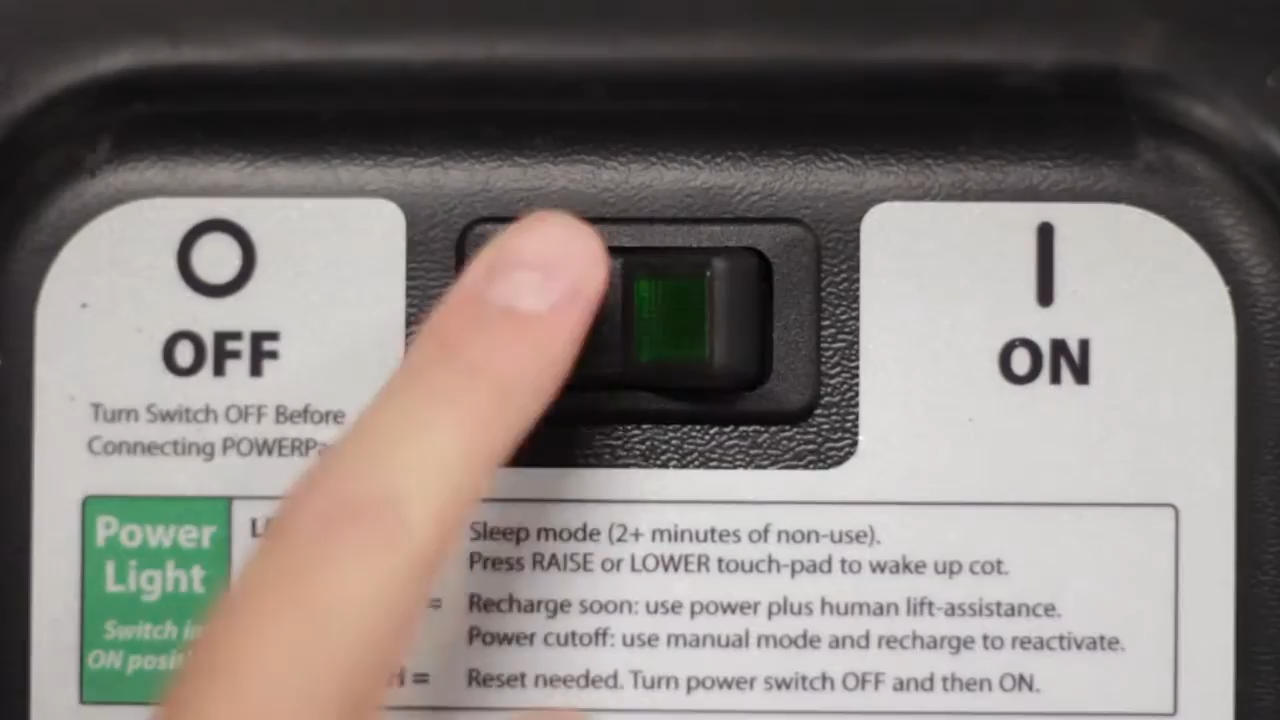 OFF
ON
Turn Switch OFF Before
Connecting
Power
Light
Switch
ON
Sleep mode (2+ minutes of non-use).
Press RAISE or LOWER touch-pad to wake up cot.
= Recharge soon: use power plus human lift-assistance.
Power cutoff: use manual mode and recharge to reactivate.
= Reset needed. Turn power switch OFF and then ON.